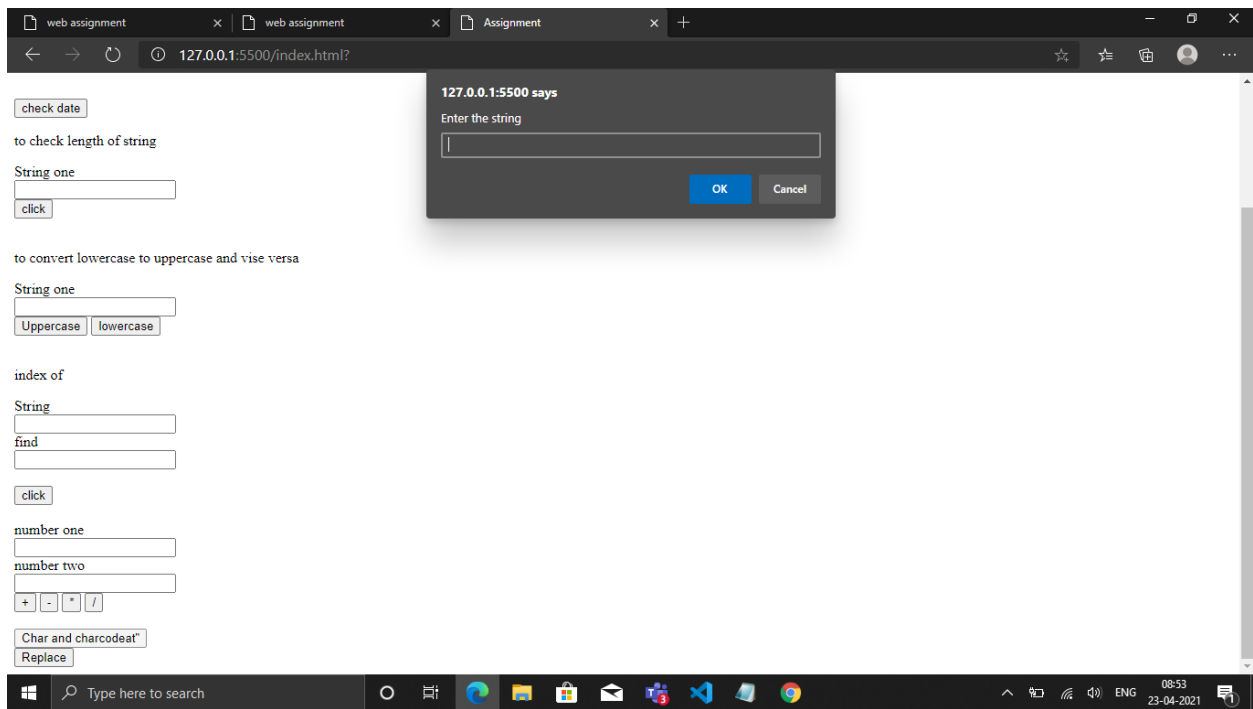 web assignment
web assignment
Assignment
127.0.0.1:5500/index.html?
127.0.0.1:5500 says
Enter the string
OK
Cancel
check date
to check length of string
String one
click
to convert lowercase to uppercase and vise versa
String one
Uppercase lowercase
index of
String
find
click
number one
number two
+ - * /
Char and charcodeat"
Replace
Type here to search
3
ENG
08:53
23-04-2021
1